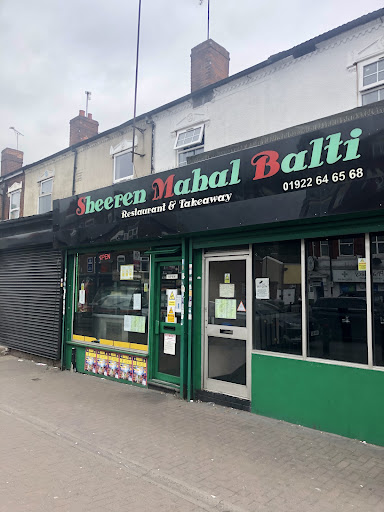 Sheeren Mahal Balti
Restaurant & Takeaway
01922 64 65 68
OPEN